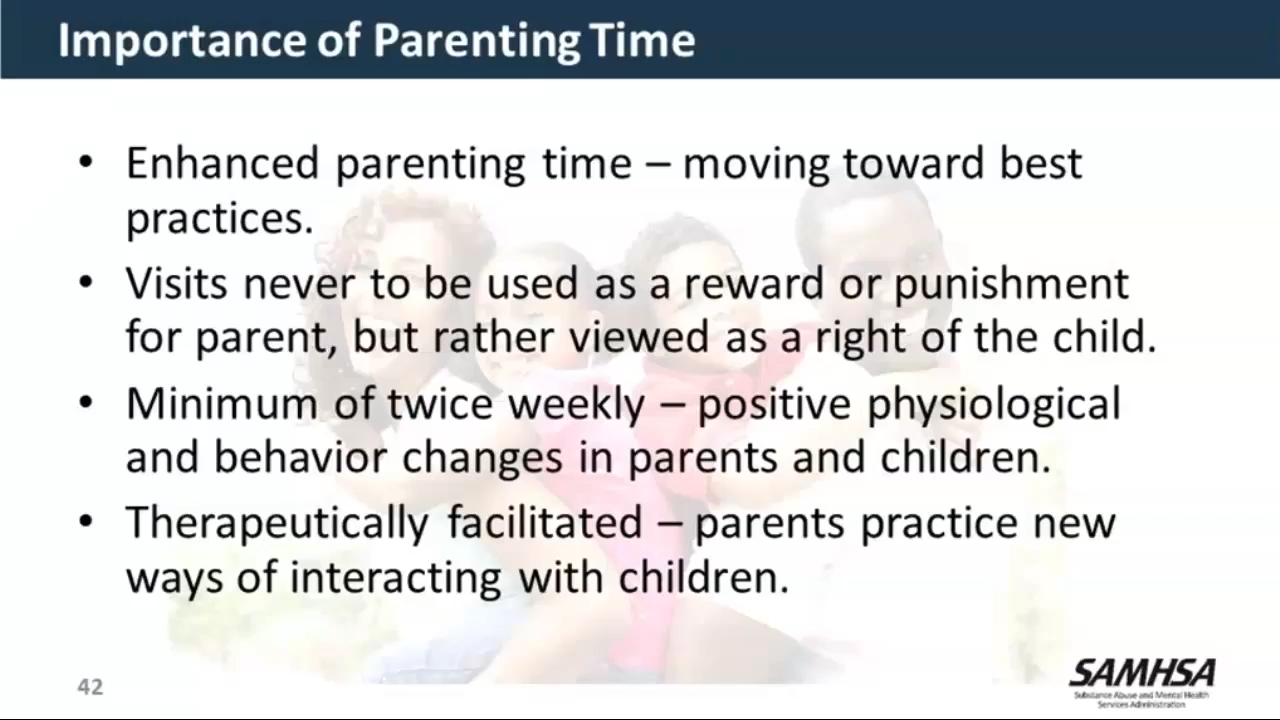 Importance of Parenting Time
• Enhanced parenting time – moving toward best
practices.
• Visits never to be used as a reward or punishment
for parent, but rather viewed as a right of the child.
• Minimum of twice weekly – positive physiological
and behavior changes in parents and children.
• Therapeutically facilitated – parents practice new
ways of interacting with children.
42
SAMHSA
Substance Abuse and Mental Health
Services Administration